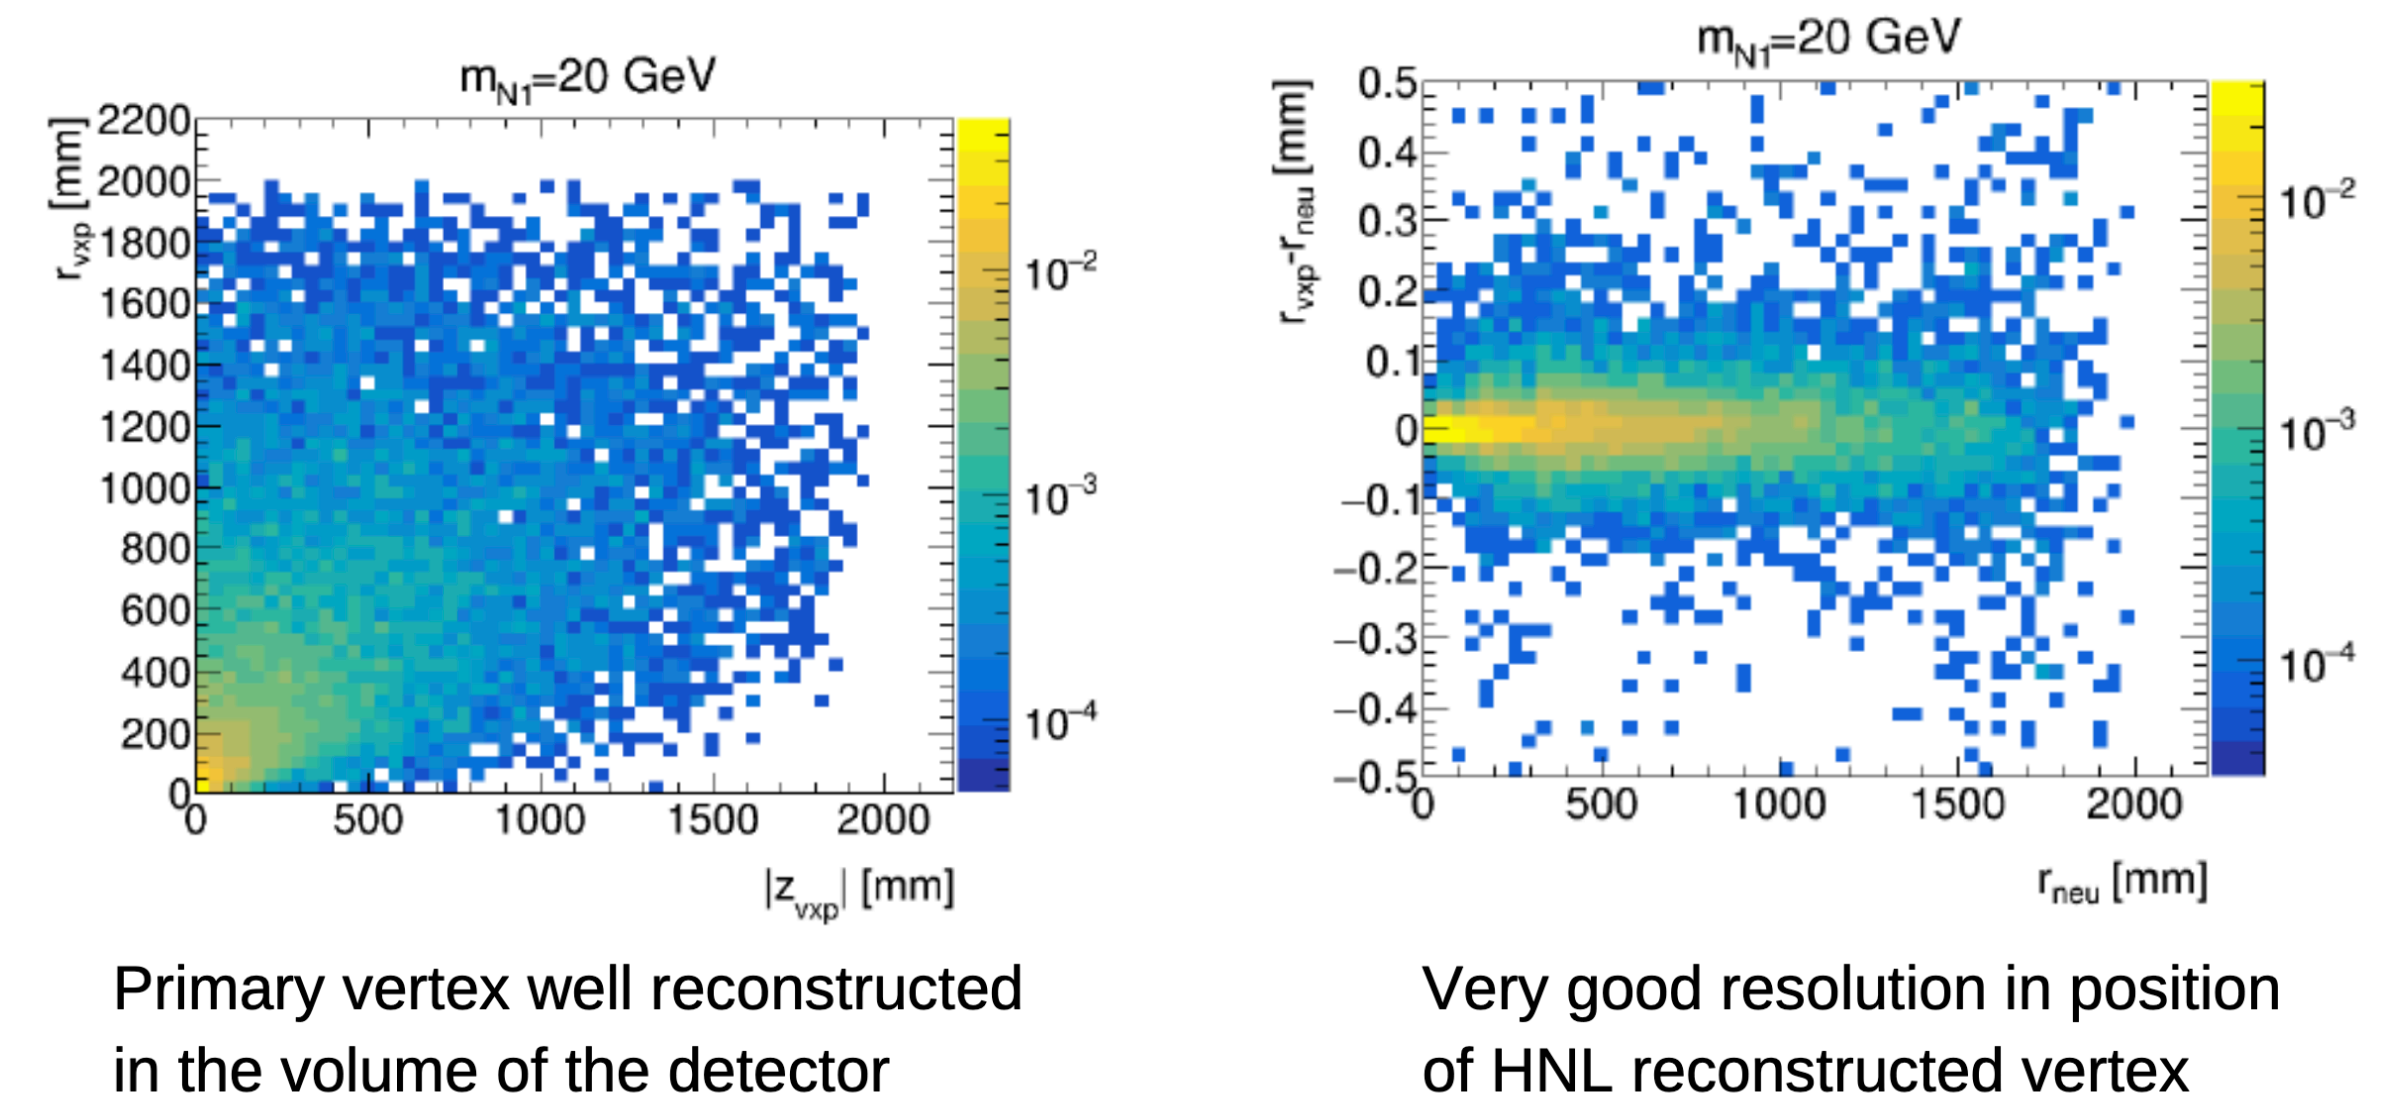 m_N1=20 GeV
r_vxp [mm]
2200
2000
1800
1600
1400
1200
1000
800
600
400
200
0
0 500 1000 1500 2000
|z_vxp| [mm]
10^−2
10^−3
10^−4
Primary vertex well reconstructed
in the volume of the detector
m_N1=20 GeV
r_vxp-r_neu [mm]
0.5
0.4
0.3
0.2
0.1
0
−0.1
−0.2
−0.3
−0.4
−0.5
0 500 1000 1500 2000
r_neu [mm]
10^−2
10^−3
10^−4
Very good resolution in position
of HNL reconstructed vertex